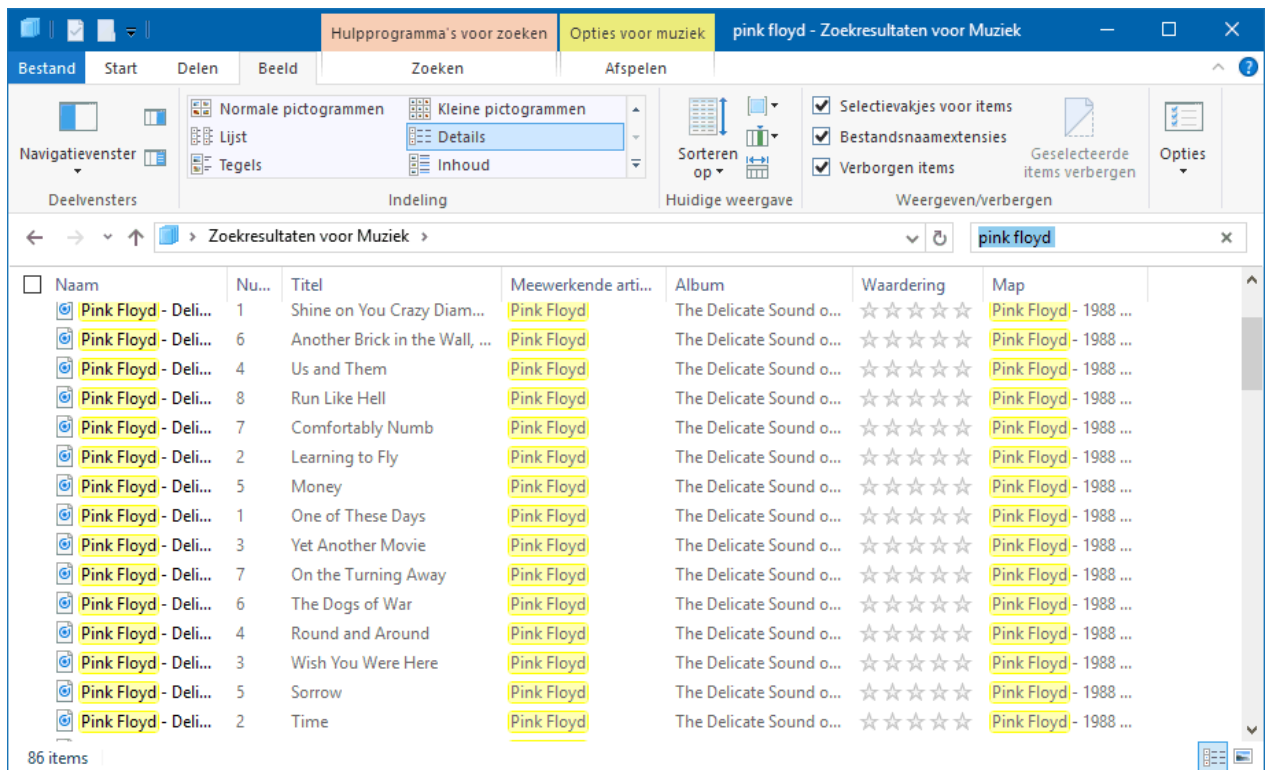 Hulpprogramma's voor zoeken Opties voor muziek pink floyd - Zoekresultaten voor Muziek
Bestand Start Delen Beeld Zoeken Afspelen
Normale pictogrammen Kleine pictogrammen
Lijst Details
Tegels Inhoud
Navigatievenster
Deelvensters
Indeling
Sorteren
op
Huidige weergave
Selectievakjes voor items
Bestandsnaamextensies
Verborgen items
Geselecteerde
items verbergen
Weergeven/verbergen
Opties
Zoekresultaten voor Muziek pink floyd
Naam Nu... Titel Meewerkende arti... Album Waardering Map
Pink Floyd - Deli... 1 Shine on You Crazy Diam... Pink Floyd The Delicate Sound o... Pink Floyd - 1988 ...
Pink Floyd - Deli... 6 Another Brick in the Wall, ... Pink Floyd The Delicate Sound o... Pink Floyd - 1988 ...
Pink Floyd - Deli... 4 Us and Them Pink Floyd The Delicate Sound o... Pink Floyd - 1988 ...
Pink Floyd - Deli... 8 Run Like Hell Pink Floyd The Delicate Sound o... Pink Floyd - 1988 ...
Pink Floyd - Deli... 7 Comfortably Numb Pink Floyd The Delicate Sound o... Pink Floyd - 1988 ...
Pink Floyd - Deli... 2 Learning to Fly Pink Floyd The Delicate Sound o... Pink Floyd - 1988 ...
Pink Floyd - Deli... 5 Money Pink Floyd The Delicate Sound o... Pink Floyd - 1988 ...
Pink Floyd - Deli... 1 One of These Days Pink Floyd The Delicate Sound o... Pink Floyd - 1988 ...
Pink Floyd - Deli... 3 Yet Another Movie Pink Floyd The Delicate Sound o... Pink Floyd - 1988 ...
Pink Floyd - Deli... 7 On the Turning Away Pink Floyd The Delicate Sound o... Pink Floyd - 1988 ...
Pink Floyd - Deli... 6 The Dogs of War Pink Floyd The Delicate Sound o... Pink Floyd - 1988 ...
Pink Floyd - Deli... 4 Round and Around Pink Floyd The Delicate Sound o... Pink Floyd - 1988 ...
Pink Floyd - Deli... 3 Wish You Were Here Pink Floyd The Delicate Sound o... Pink Floyd - 1988 ...
Pink Floyd - Deli... 5 Sorrow Pink Floyd The Delicate Sound o... Pink Floyd - 1988 ...
Pink Floyd - Deli... 2 Time Pink Floyd The Delicate Sound o... Pink Floyd - 1988 ...
86 items